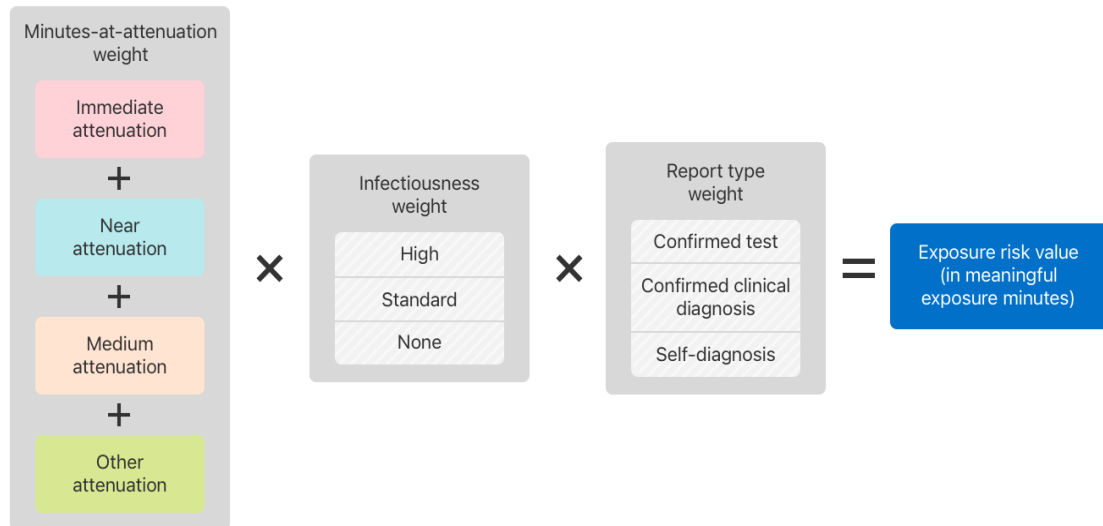 Minutes-at-attenuation
weight
Immediate
attenuation
+
Near
attenuation
+
Medium
attenuation
+
Other
attenuation
×
Infectiousness
weight
High
Standard
None
×
Report type
weight
Confirmed test
Confirmed clinical
diagnosis
Self-diagnosis
=
Exposure risk value
(in meaningful
exposure minutes)